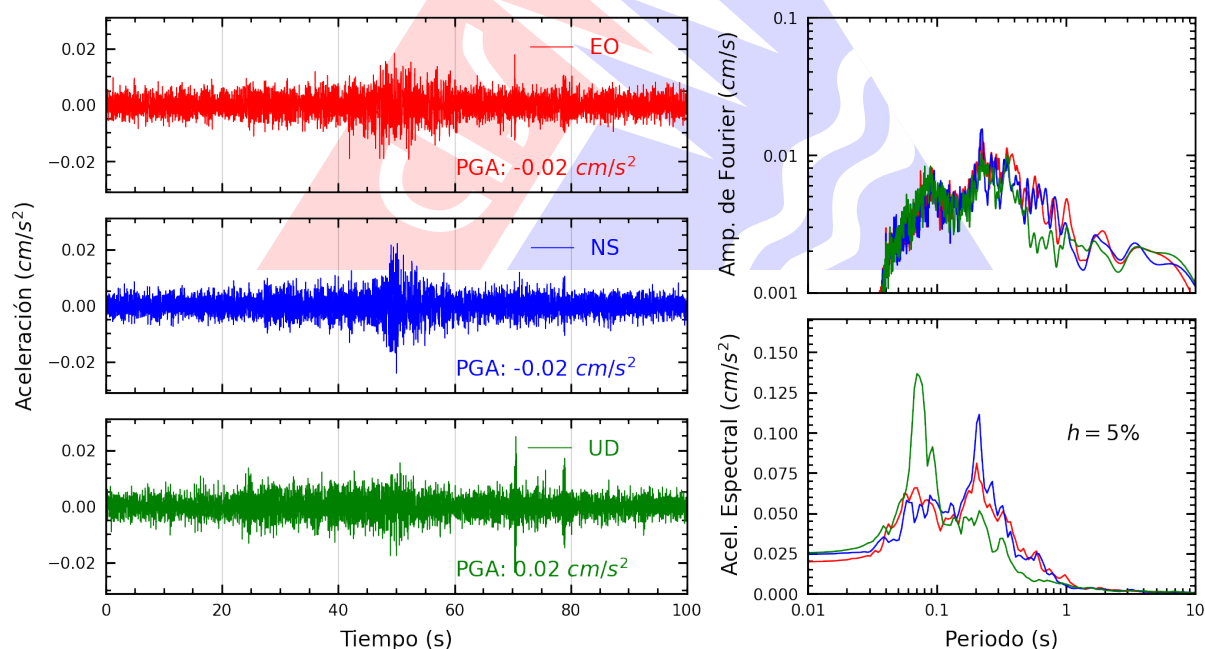 Aceleración (cm/s²)
0.02
0.00
−0.02
EO
PGA: -0.02 cm/s²
0.02
0.00
−0.02
NS
PGA: -0.02 cm/s²
0.02
0.00
−0.02
UD
PGA: 0.02 cm/s²
0 20 40 60 80 100
Tiempo (s)
Amp. de Fourier (cm/s)
0.1
0.01
0.001
Acel. Espectral (cm/s²)
0.150
0.125
0.100
0.075
0.050
0.025
0.000
h = 5%
0.01 0.1 1 10
Periodo (s)